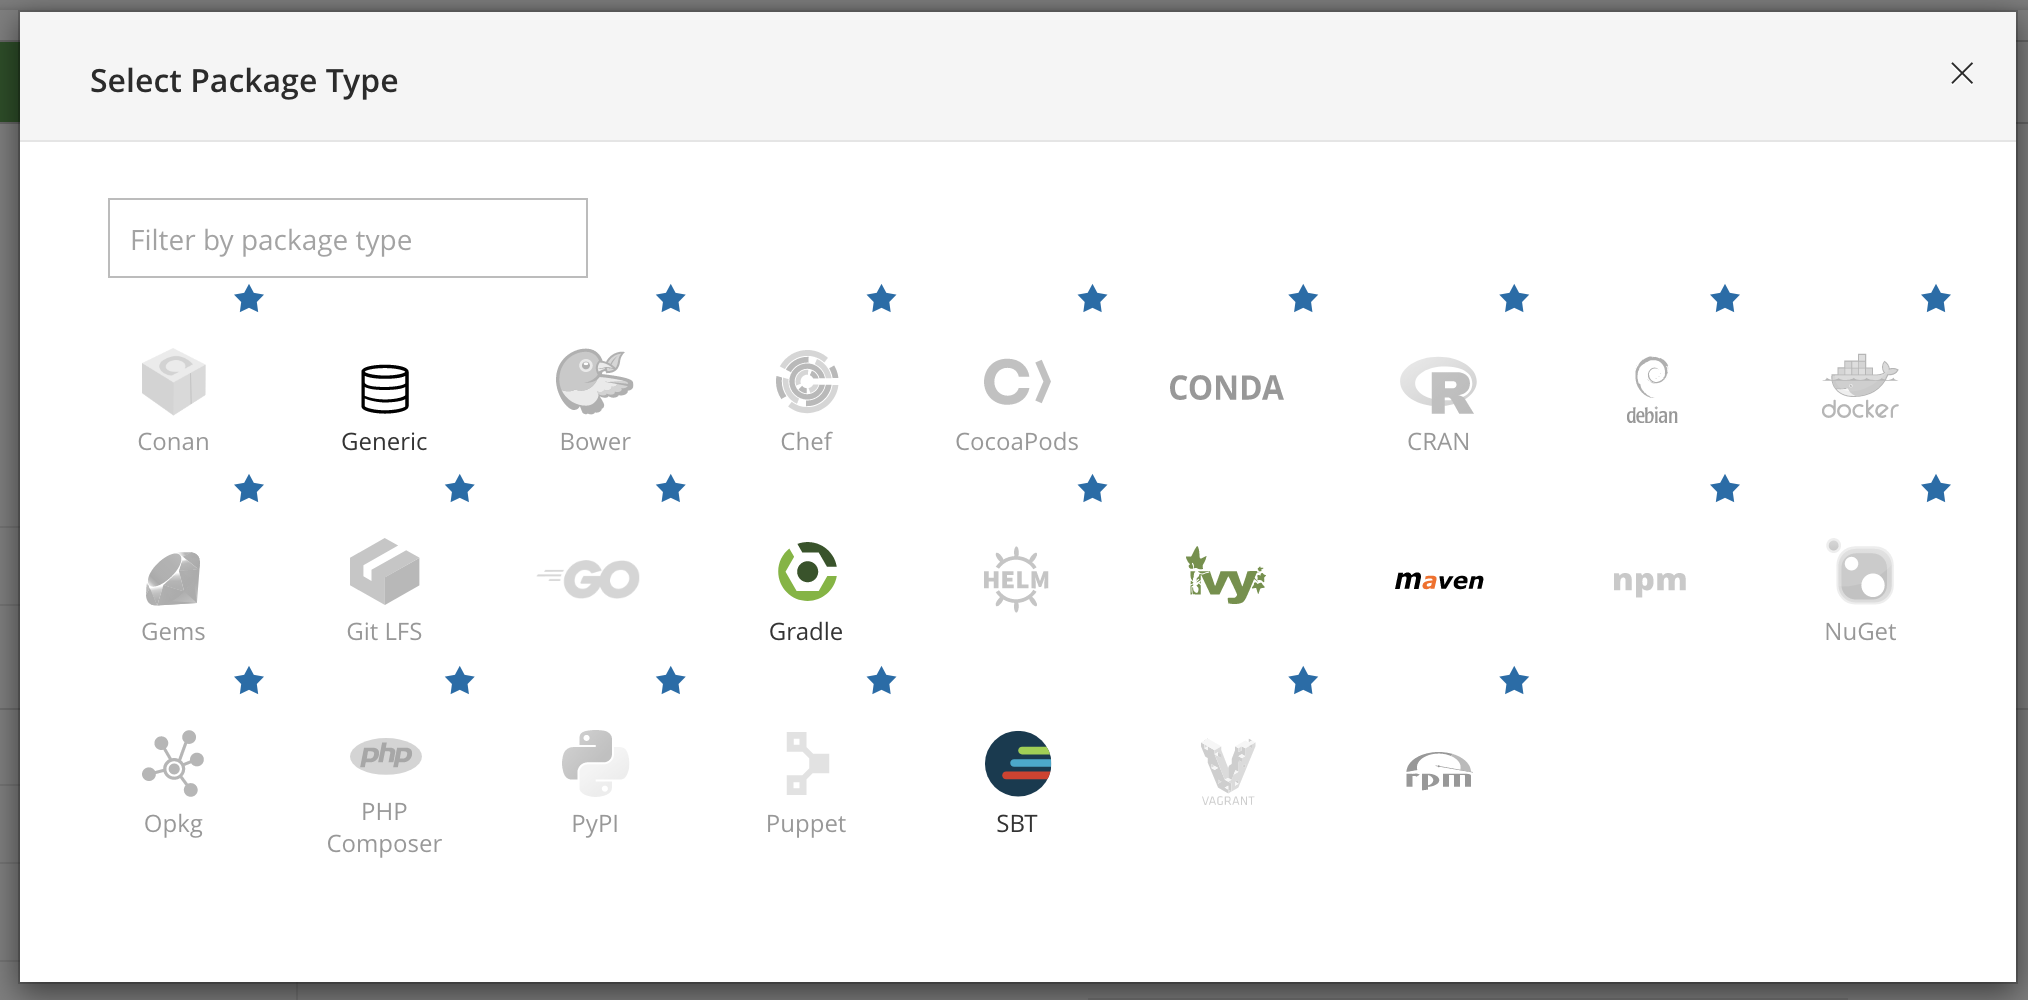 Select Package Type
Filter by package type
Conan
Generic
Bower
Chef
CocoaPods
CONDA
R
CRAN
debian
docker
Gems
Git LFS
GO
Gradle
HELM
ivy
maven
npm
NuGet
Opkg
php
PHP
Composer
PyPI
Puppet
SBT
VAGRANT
rpm